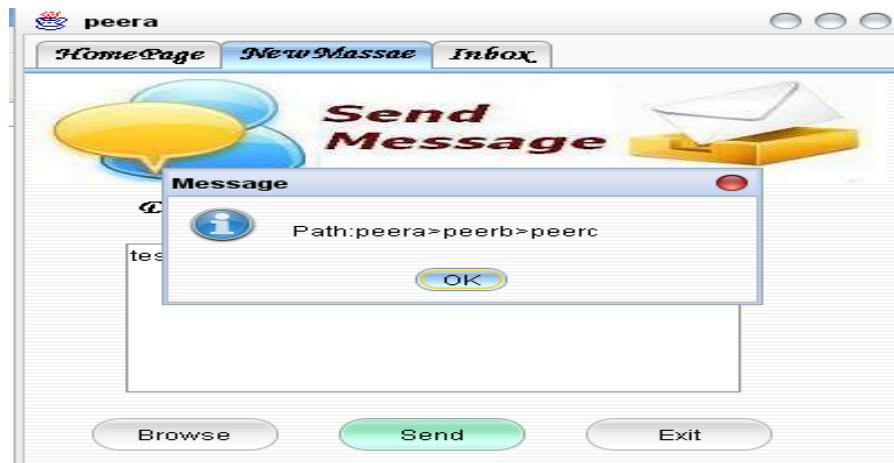 peera
HomePage NewMassae Inbox
Send
Message
Message
Path:peera>peerb>peerc
OK
Browse Send Exit